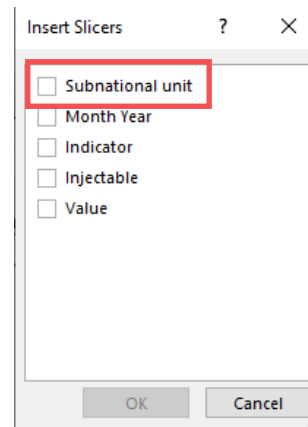 Insert Slicers ? ×
Subnational unit
Month Year
Indicator
Injectable
Value
OK Cancel